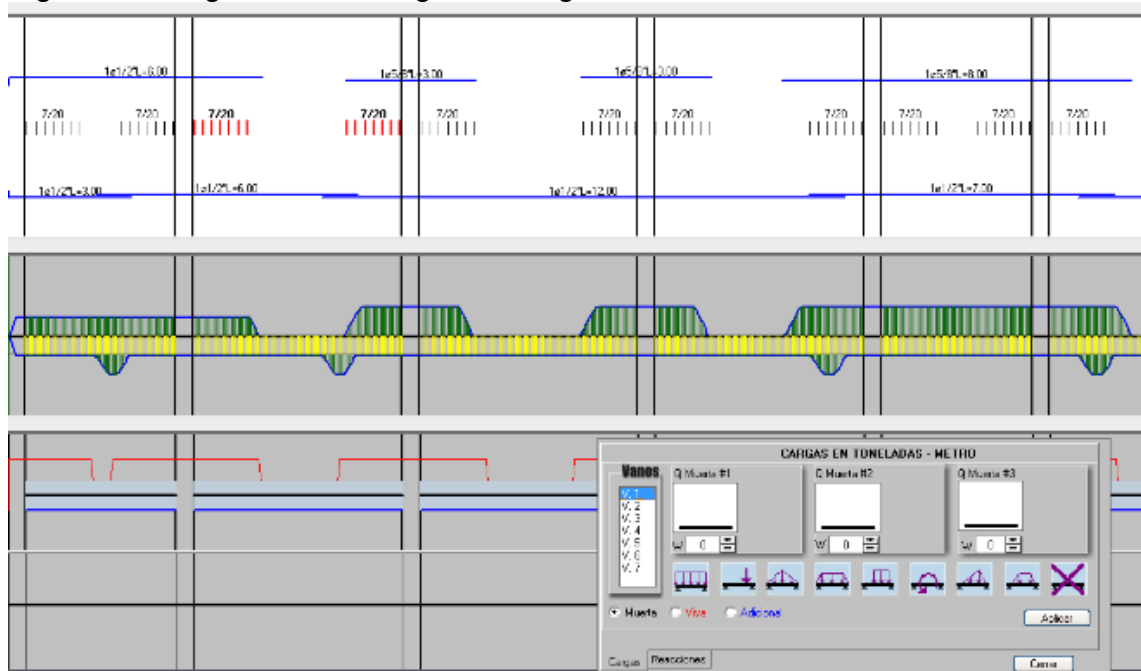 1ø1/2"L=6.00 1ø5/8"L=3.00 1ø5/8"L=3.00 1ø5/8"L=8.00
7/20 7/20 7/20 7/20 7/20 7/20 7/20 7/20 7/20 7/20 7/20
1ø1/2"L=3.00 1ø1/2"L=6.00 1ø1/2"L=12.00 1ø1/2"L=7.00
CARGAS EN TONELADAS - METRO
Vanos Q Muerta #1 Q Muerta #2 Q Muerta #3
V. 1
V. 2
V. 3
V. 4
V. 5
V. 6
V. 7
W 0 W 0 W 0
Muerta Viva Adicional Aplicar
Cargas Reacciones Cerrar